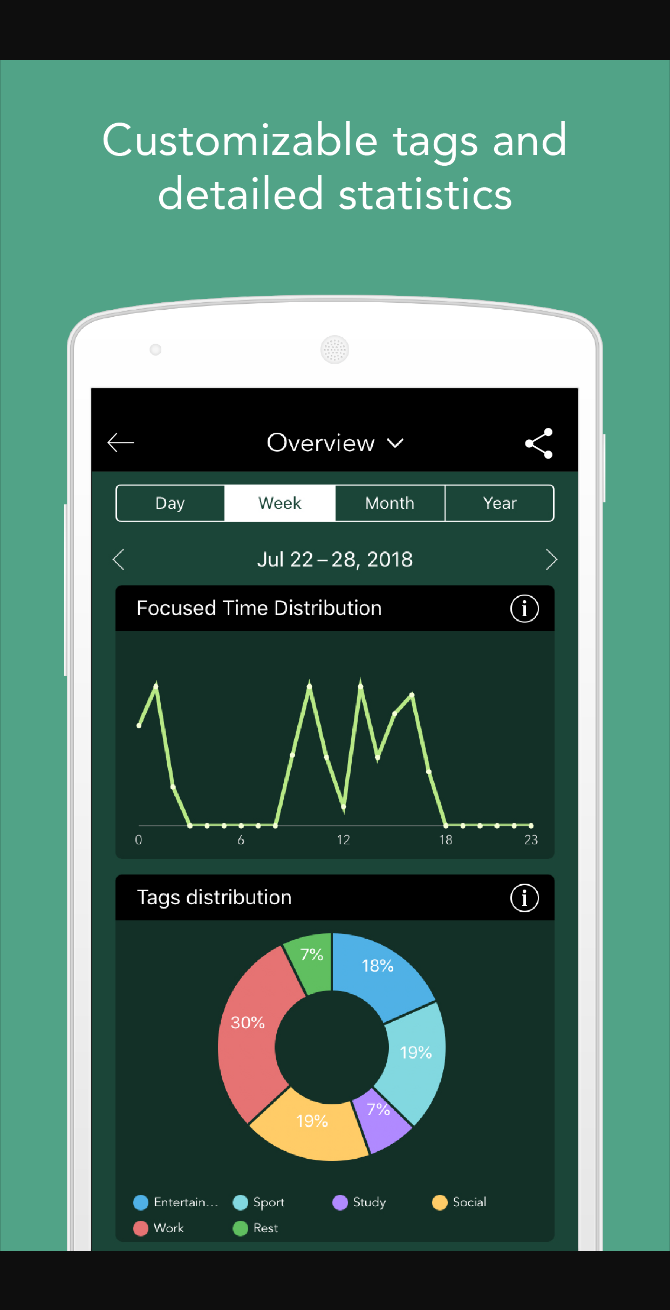 Customizable tags and
detailed statistics
Overview
Day Week Month Year
Jul 22 – 28, 2018
Focused Time Distribution
0 6 12 18 23
Tags distribution
7% 18%
30% 19%
19% 7%
Entertain... Sport Study Social
Work Rest